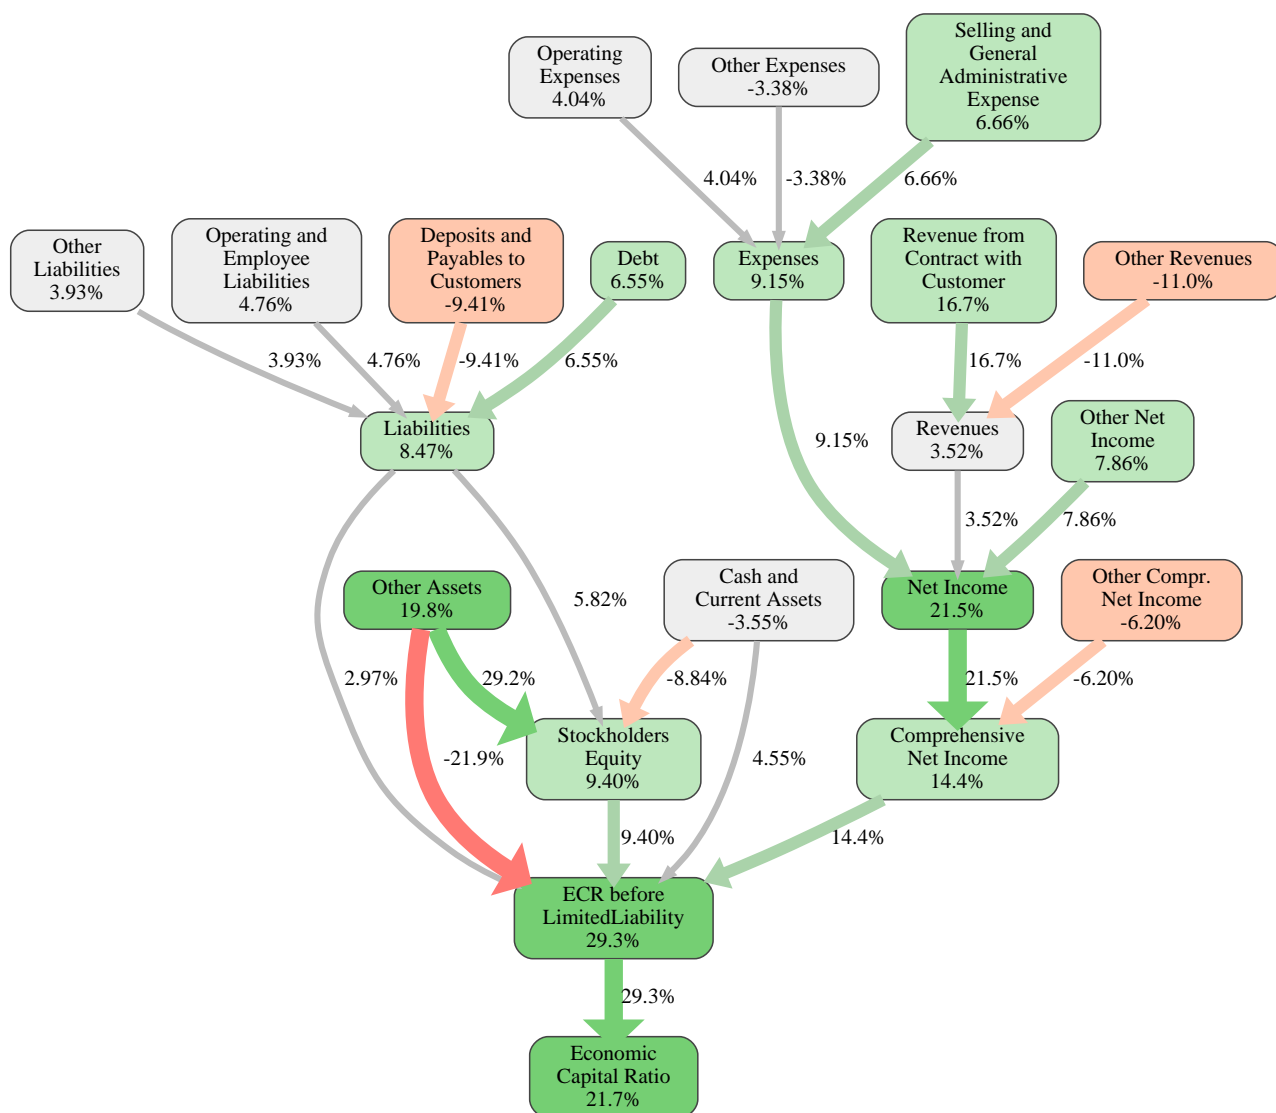 Selling and
General
Administrative
Expense
6.66%
Operating
Expenses
4.04%
Other Expenses
-3.38%
4.04%
-3.38%
6.66%
Other
Liabilities
3.93%
Operating and
Employee
Liabilities
4.76%
Deposits and
Payables to
Customers
-9.41%
Debt
6.55%
Expenses
9.15%
Revenue from
Contract with
Customer
16.7%
Other Revenues
-11.0%
3.93%
4.76%
-9.41%
6.55%
16.7%
-11.0%
Liabilities
8.47%
9.15%
Revenues
3.52%
Other Net
Income
7.86%
3.52%
7.86%
Other Assets
19.8%
5.82%
Cash and
Current Assets
-3.55%
Net Income
21.5%
Other Compr.
Net Income
-6.20%
2.97%
29.2%
-8.84%
21.5%
-6.20%
-21.9%
Stockholders
Equity
9.40%
4.55%
Comprehensive
Net Income
14.4%
9.40%
14.4%
ECR before
LimitedLiability
29.3%
29.3%
Economic
Capital Ratio
21.7%